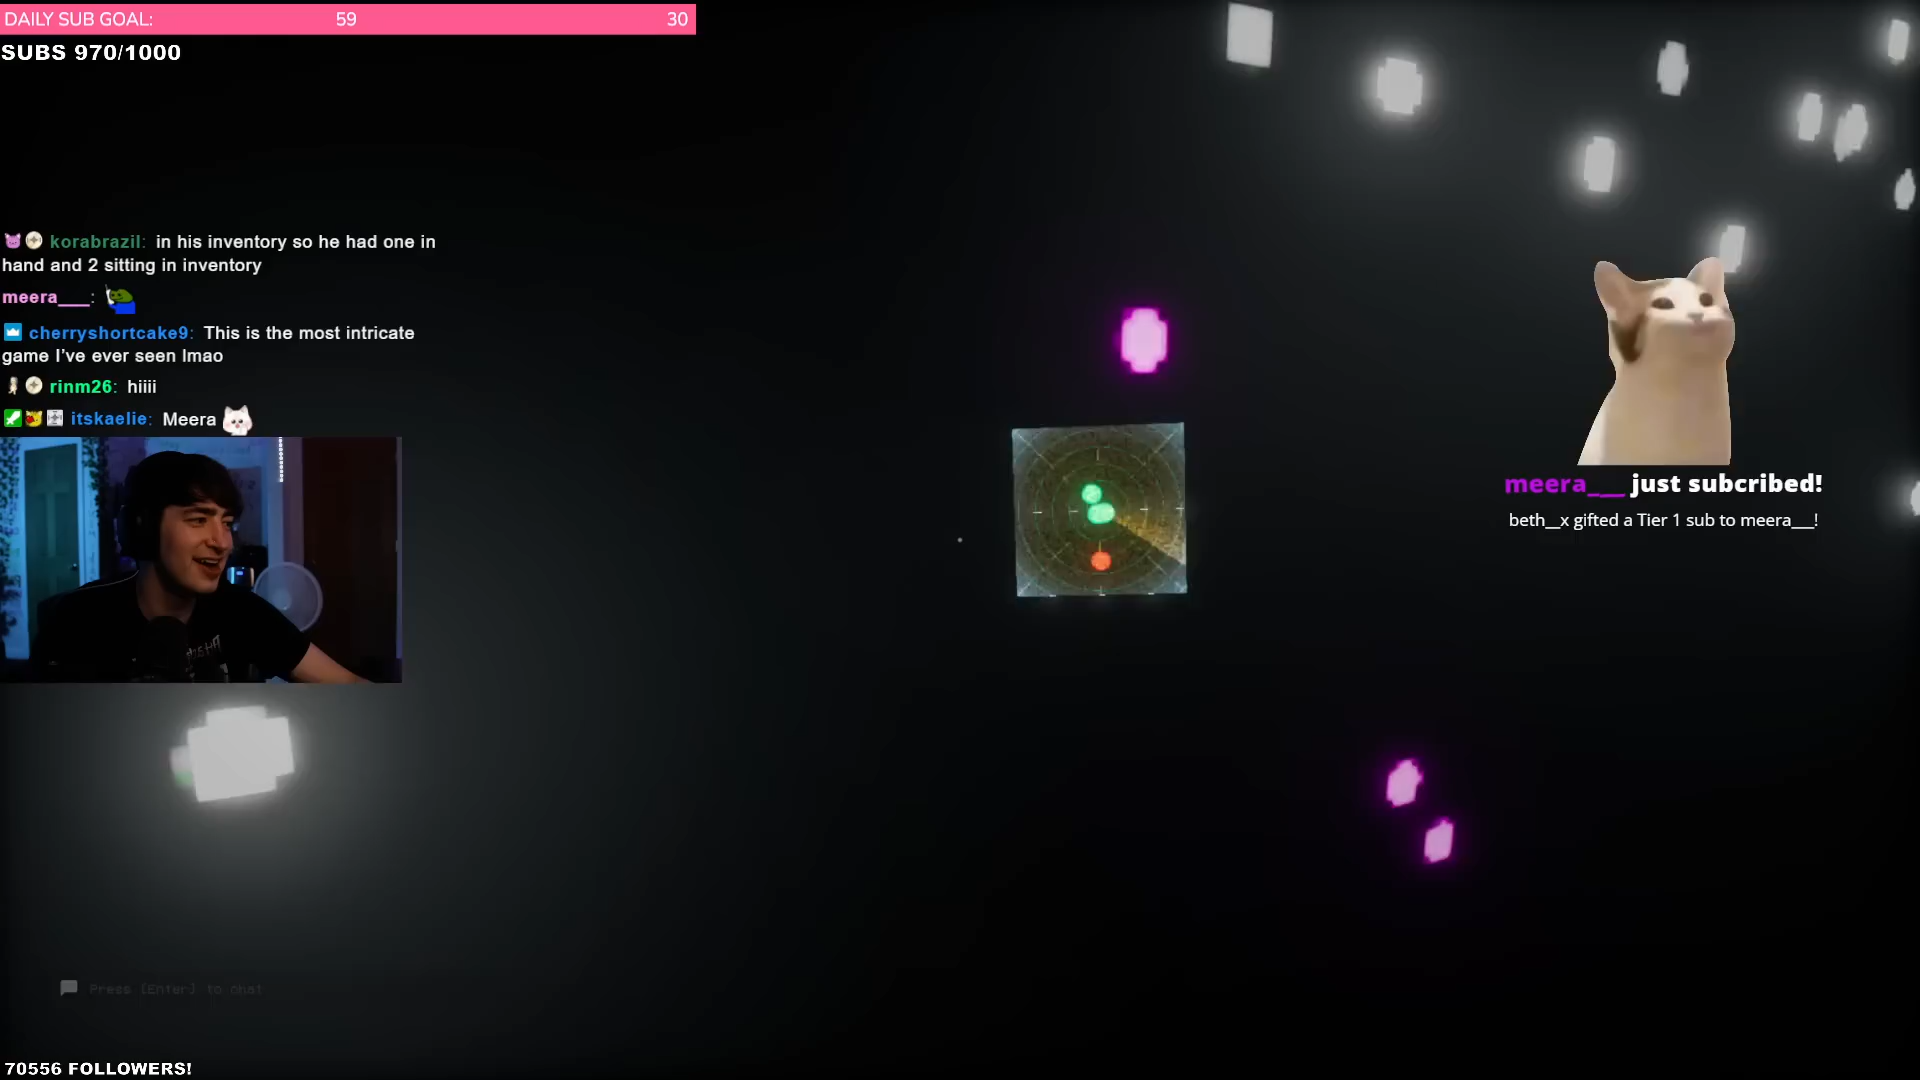 DAILY SUB GOAL: 59 30
SUBS 970/1000
korabrazil: in his inventory so he had one in
hand and 2 sitting in inventory
meera___:
cherryshortcake9: This is the most intricate
game I've ever seen lmao
rinm26: hiiii
itskaelie: Meera
meera___ just subcribed!
beth__x gifted a Tier 1 sub to meera___!
Press [Enter] to chat
70556 FOLLOWERS!